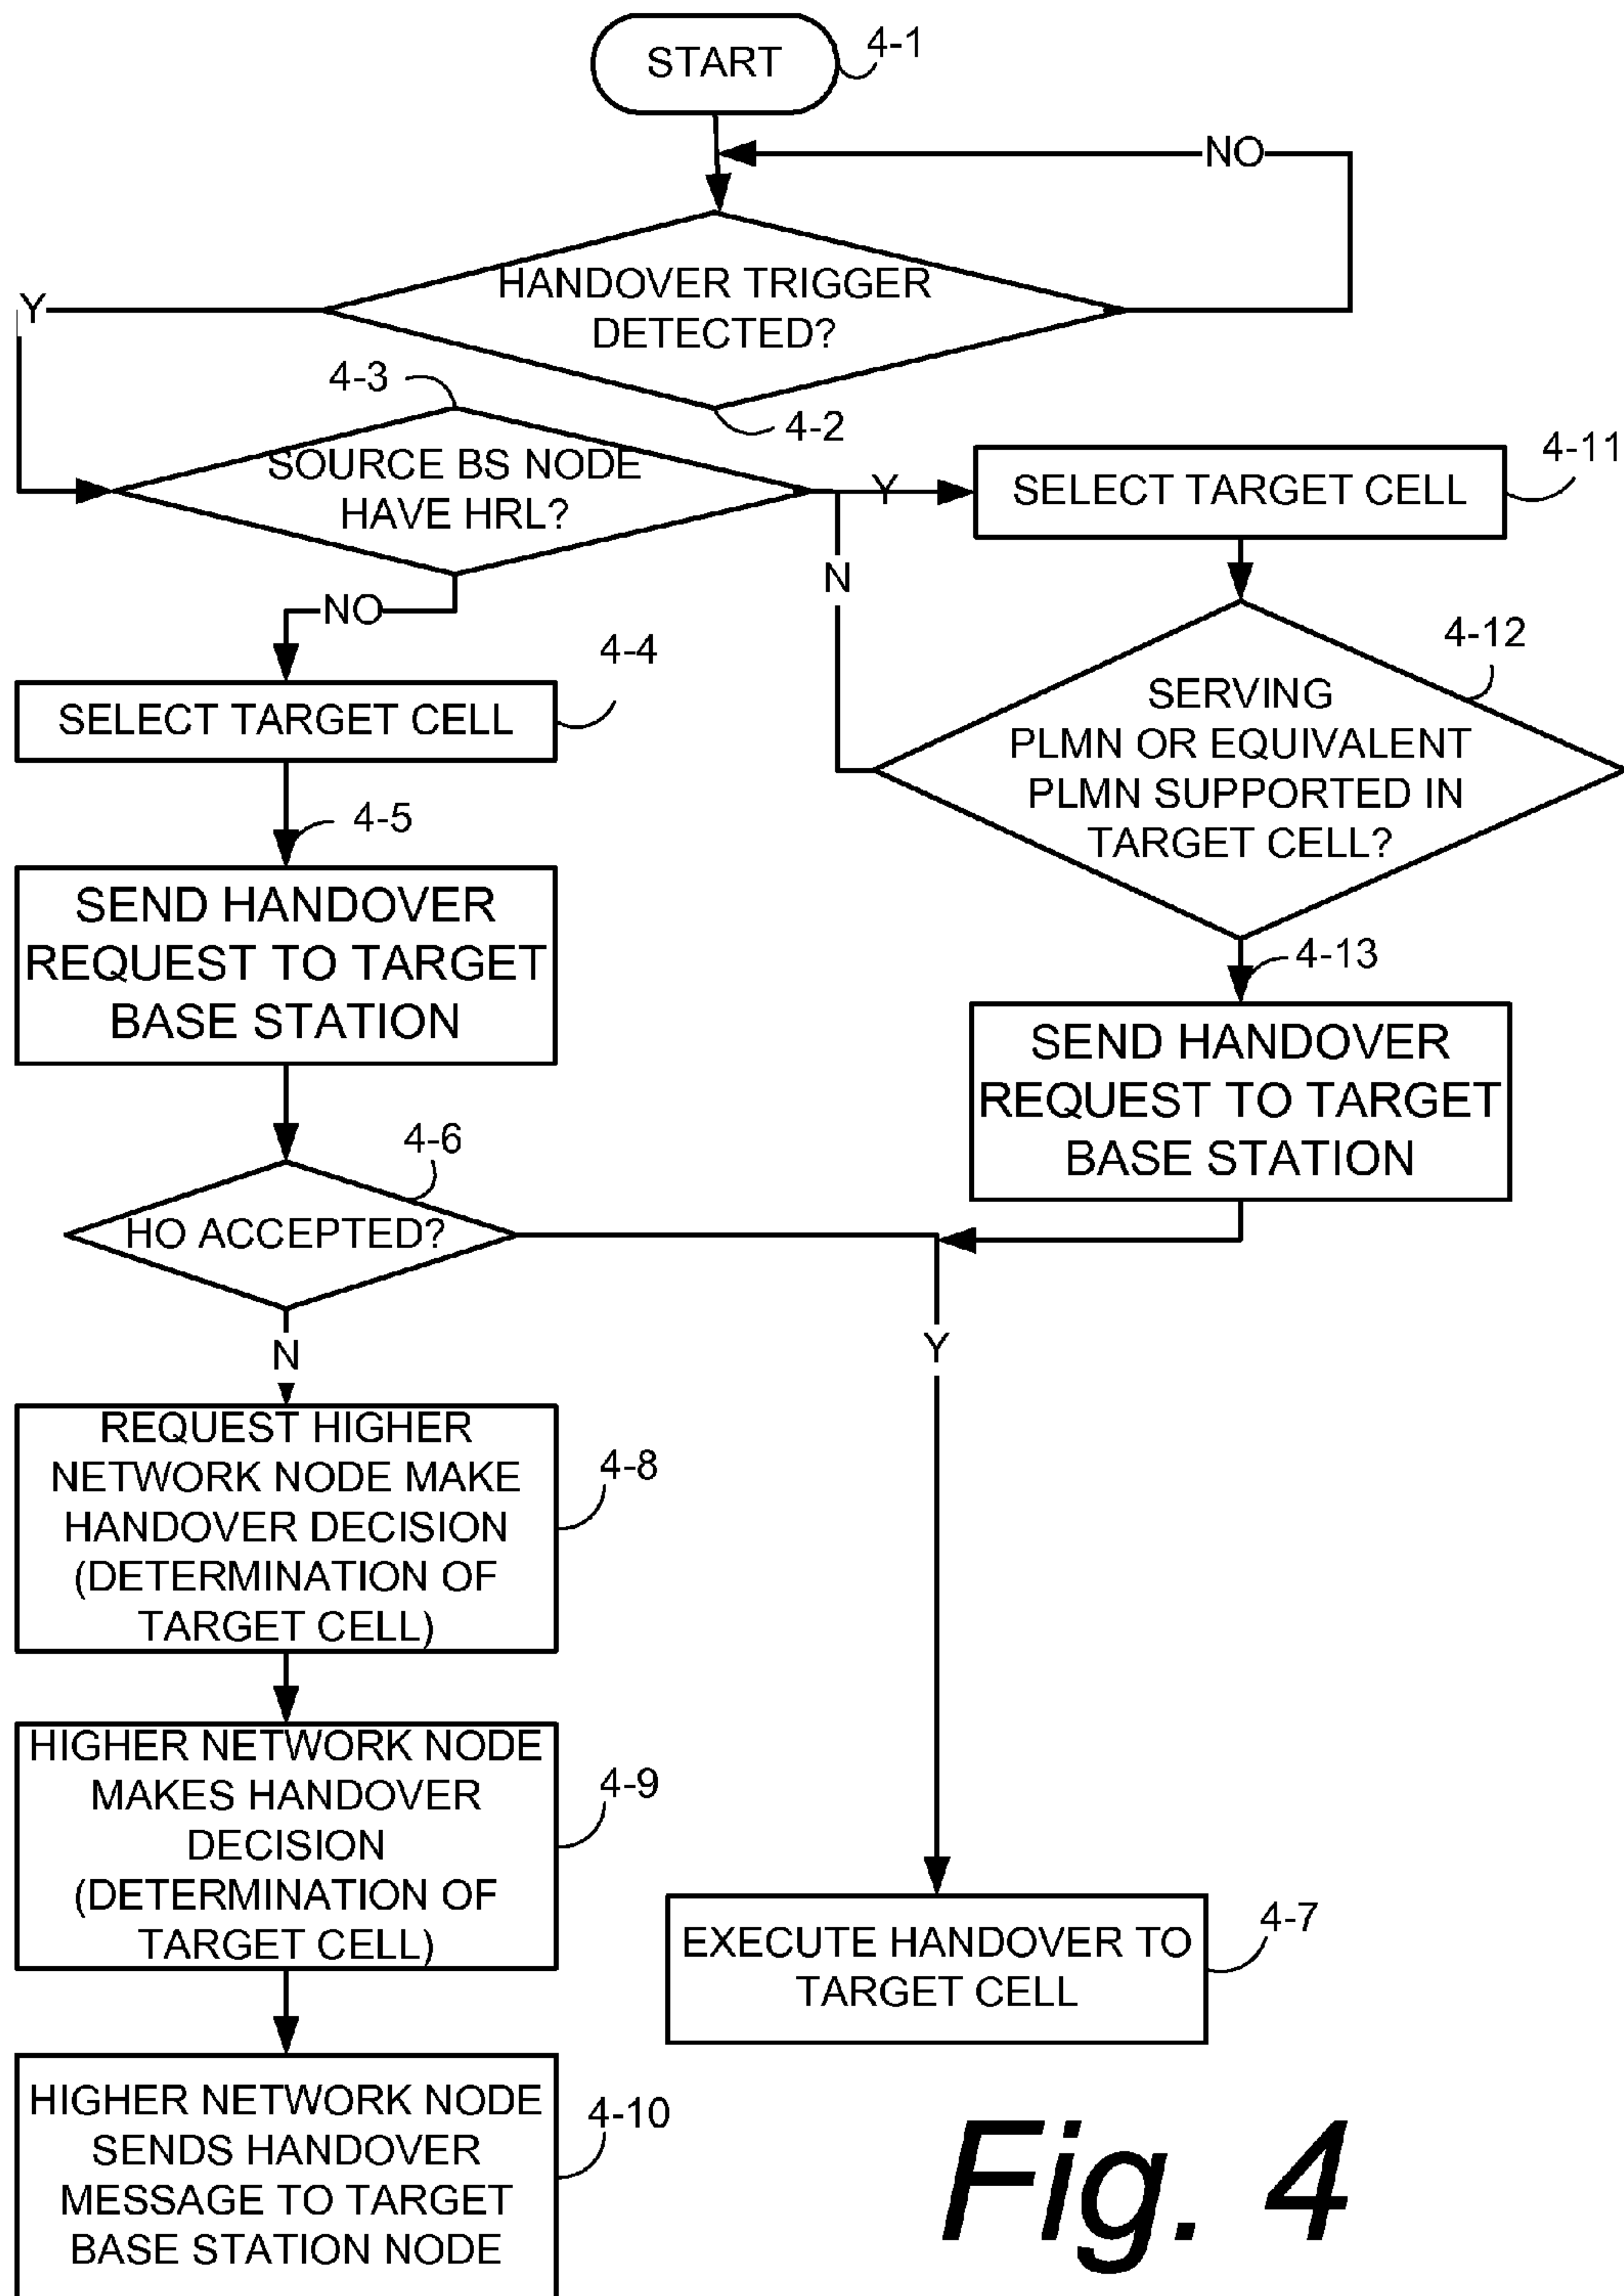 START
4-1
NO
HANDOVER TRIGGER
DETECTED?
Y
4-2
4-3
SOURCE BS NODE
HAVE HRL?
Y
N
NO
4-11
SELECT TARGET CELL
4-12
SERVING
PLMN OR EQUIVALENT
PLMN SUPPORTED IN
TARGET CELL?
4-13
SEND HANDOVER
REQUEST TO TARGET
BASE STATION
4-4
SELECT TARGET CELL
4-5
SEND HANDOVER
REQUEST TO TARGET
BASE STATION
4-6
HO ACCEPTED?
N
Y
REQUEST HIGHER
NETWORK NODE MAKE
HANDOVER DECISION
(DETERMINATION OF
TARGET CELL)
4-8
HIGHER NETWORK NODE
MAKES HANDOVER
DECISION
(DETERMINATION OF
TARGET CELL)
4-9
EXECUTE HANDOVER TO
TARGET CELL
4-7
HIGHER NETWORK NODE
SENDS HANDOVER
MESSAGE TO TARGET
BASE STATION NODE
4-10
Fig. 4